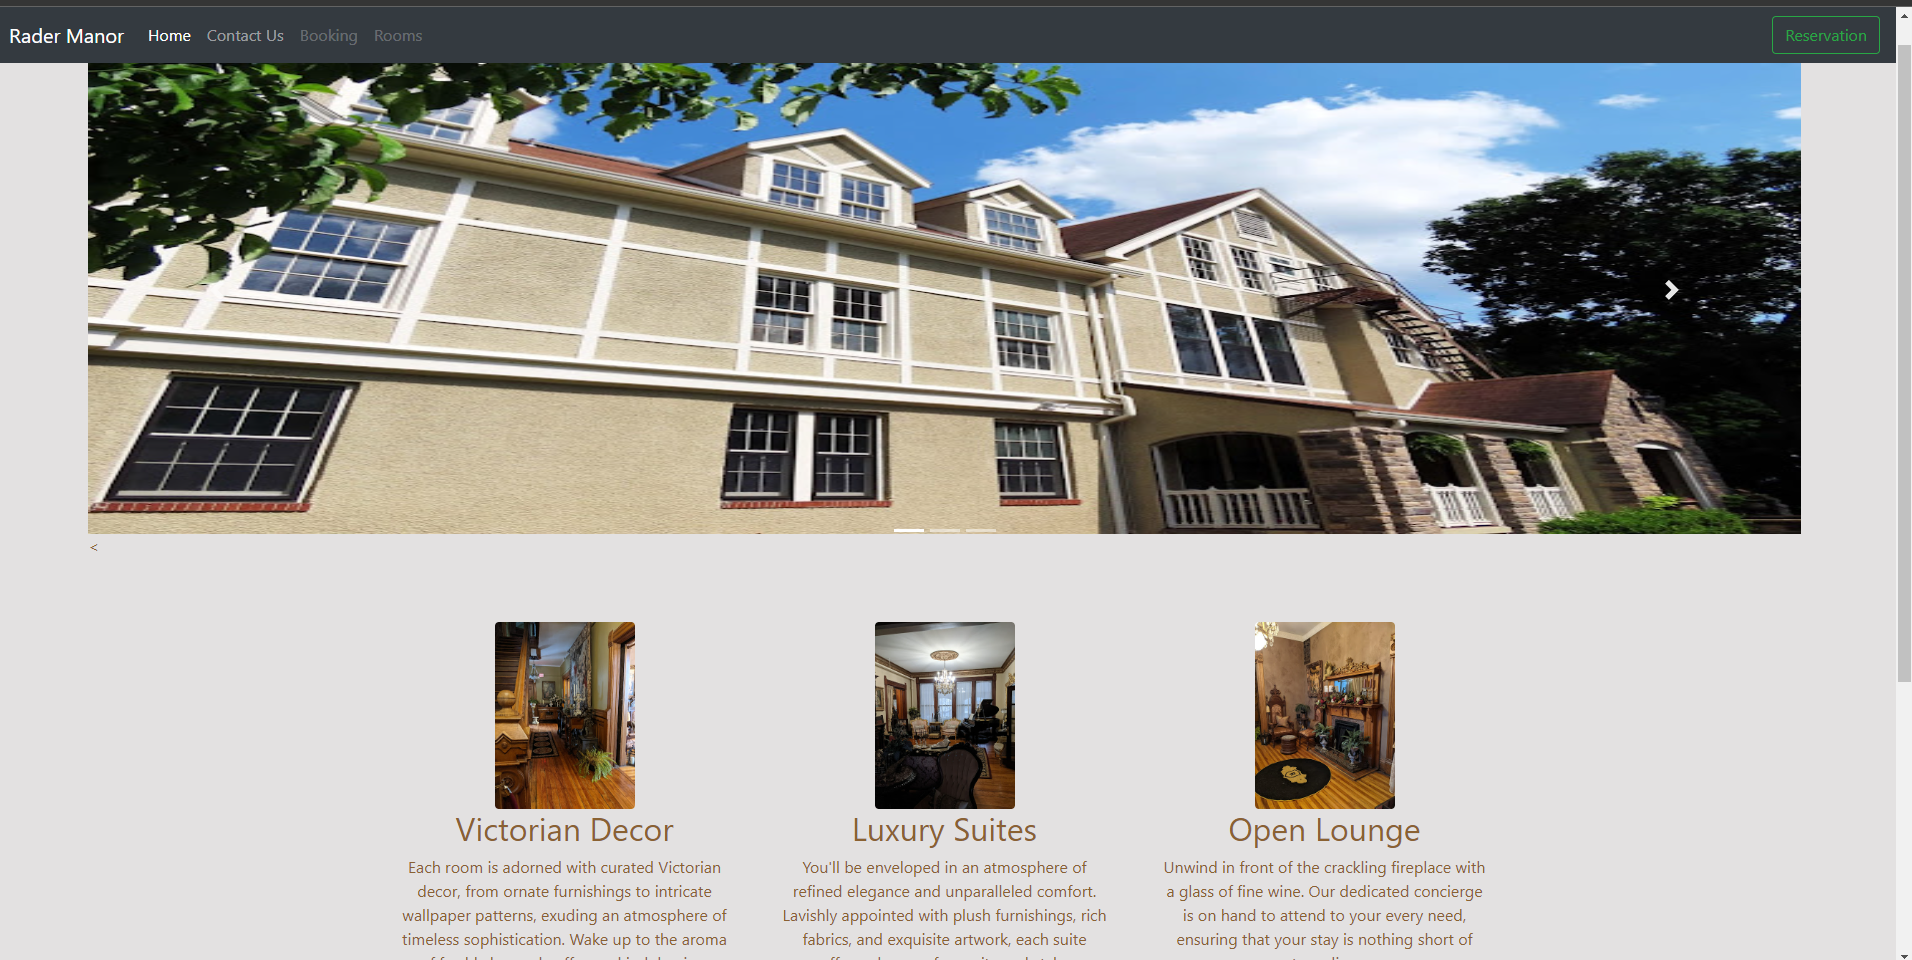 Rader Manor Home Contact Us Booking Rooms Reservation
<
Victorian Decor
Each room is adorned with curated Victorian
decor, from ornate furnishings to intricate
wallpaper patterns, exuding an atmosphere of
timeless sophistication. Wake up to the aroma
Luxury Suites
You'll be enveloped in an atmosphere of
refined elegance and unparalleled comfort.
Lavishly appointed with plush furnishings, rich
fabrics, and exquisite artwork, each suite
Open Lounge
Unwind in front of the crackling fireplace with
a glass of fine wine. Our dedicated concierge
is on hand to attend to your every need,
ensuring that your stay is nothing short of